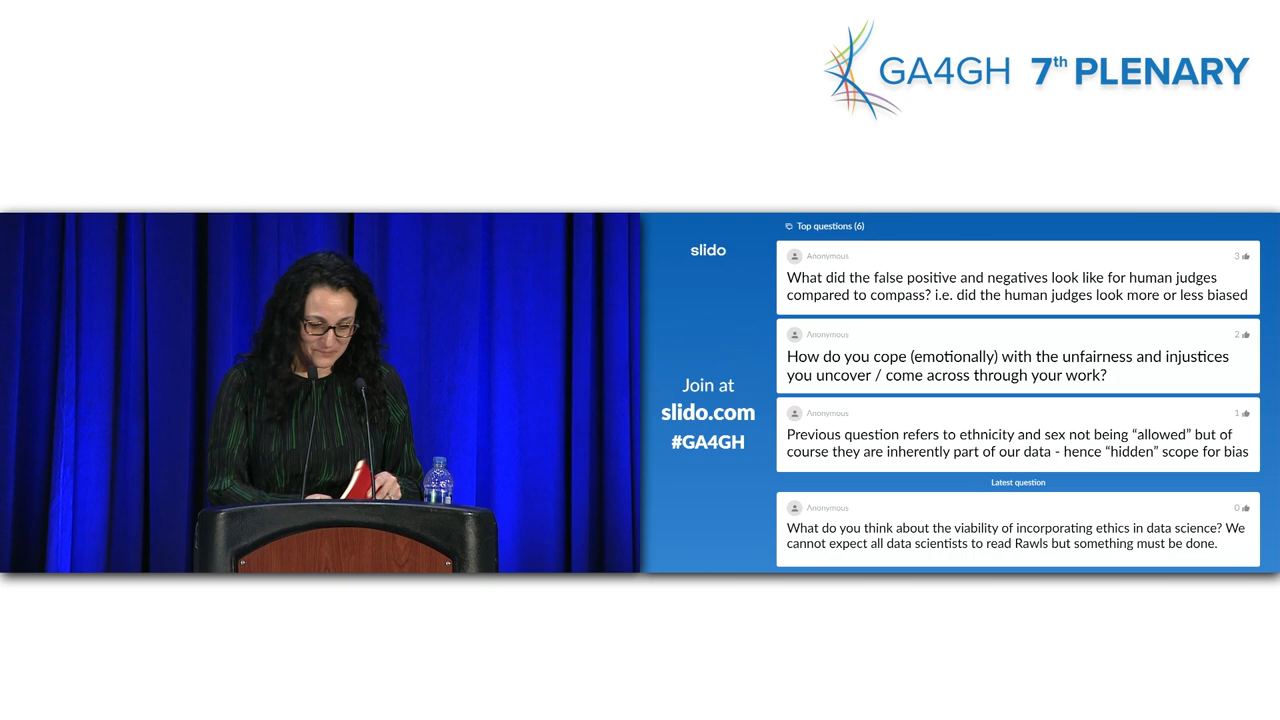 GA4GH 7th PLENARY
slido
Join at
slido.com
#GA4GH
Top questions (6)
Anonymous
3
What did the false positive and negatives look like for human judges
compared to compass? i.e. did the human judges look more or less biased
Anonymous
2
How do you cope (emotionally) with the unfairness and injustices
you uncover / come across through your work?
Anonymous
1
Previous question refers to ethnicity and sex not being “allowed” but of
course they are inherently part of our data - hence “hidden” scope for bias
Latest question
Anonymous
0
What do you think about the viability of incorporating ethics in data science? We
cannot expect all data scientists to read Rawls but something must be done.